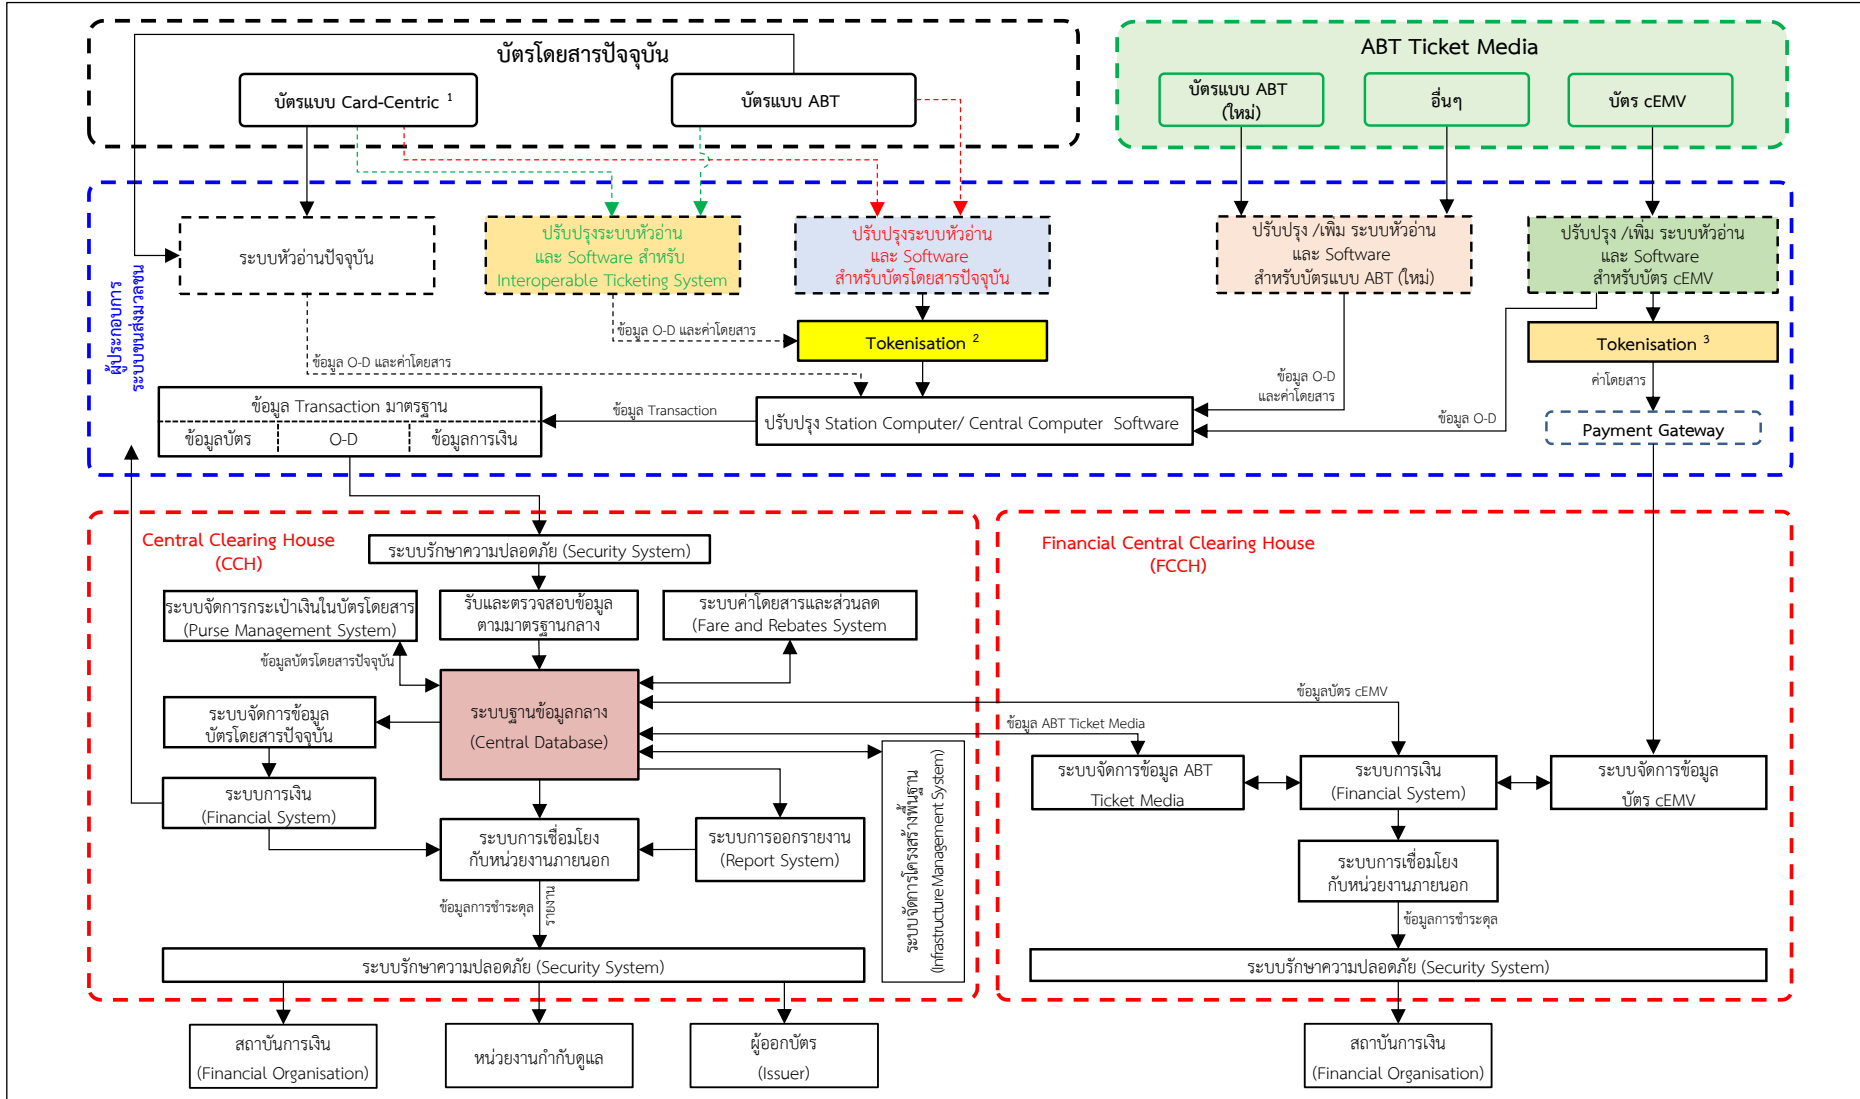 บัตรโดยสารปัจจุบัน
ABT Ticket Media
บัตรแบบ Card-Centric 1
บัตรแบบ ABT
บัตรแบบ ABT
(ใหม่)
อื่นๆ
บัตร cEMV
ผู้ประกอบการ
ระบบขนส่งมวลชน
ระบบหัวอ่านปัจจุบัน
ปรับปรุงระบบหัวอ่าน
และ Software สำหรับ
Interoperable Ticketing System
ปรับปรุงระบบหัวอ่าน
และ Software
สำหรับบัตรโดยสารปัจจุบัน
ปรับปรุง /เพิ่ม ระบบหัวอ่าน
และ Software
สำหรับบัตรแบบ ABT (ใหม่)
ปรับปรุง /เพิ่ม ระบบหัวอ่าน
และ Software
สำหรับบัตร cEMV
ข้อมูล O-D และค่าโดยสาร
Tokenisation 2
Tokenisation 3
ข้อมูล O-D และค่าโดยสาร
ข้อมูล O-D
และค่าโดยสาร
ค่าโดยสาร
ข้อมูล Transaction มาตรฐาน
ข้อมูลบัตร
O-D
ข้อมูลการเงิน
ข้อมูล Transaction
ปรับปรุง Station Computer/ Central Computer Software
ข้อมูล O-D
Payment Gateway
Central Clearing House
(CCH)
ระบบรักษาความปลอดภัย (Security System)
Financial Central Clearing House
(FCCH)
ระบบจัดการกระเป๋าเงินในบัตรโดยสาร
(Purse Management System)
รับและตรวจสอบข้อมูล
ตามมาตรฐานกลาง
ระบบค่าโดยสารและส่วนลด
(Fare and Rebates System
ข้อมูลบัตรโดยสารปัจจุบัน
ระบบจัดการข้อมูล
บัตรโดยสารปัจจุบัน
ระบบฐานข้อมูลกลาง
(Central Database)
ข้อมูลบัตร cEMV
ข้อมูล ABT Ticket Media
ระบบการเงิน
(Financial System)
ระบบการเชื่อมโยง
กับหน่วยงานภายนอก
ระบบการออกรายงาน
(Report System)
ระบบจัดการโครงสร้างพื้นฐาน
(Infrastructure Management System)
ระบบจัดการข้อมูล ABT
Ticket Media
ระบบการเงิน
(Financial System)
ระบบจัดการข้อมูล
บัตร cEMV
ระบบการเชื่อมโยง
กับหน่วยงานภายนอก
ข้อมูลการชำระดุล
รายงาน
ข้อมูลการชำระดุล
ระบบรักษาความปลอดภัย (Security System)
ระบบรักษาความปลอดภัย (Security System)
สถาบันการเงิน
(Financial Organisation)
หน่วยงานกำกับดูแล
ผู้ออกบัตร
(Issuer)
สถาบันการเงิน
(Financial Organisation)